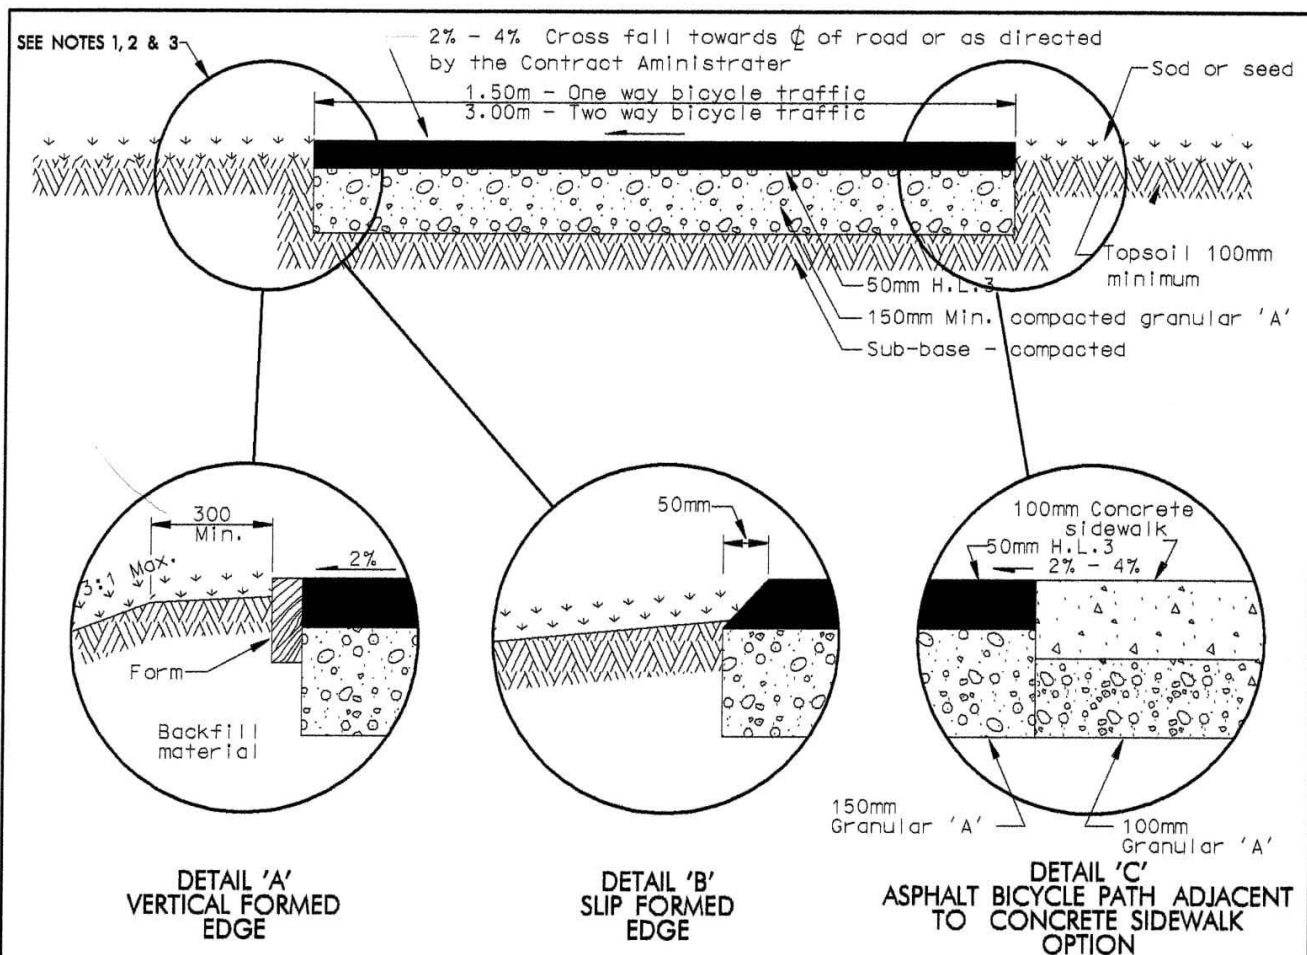 SEE NOTES 1, 2 & 3
2% - 4% Cross fall towards ℄ of road or as directed
by the Contract Aministrater
1.50m - One way bicycle traffic
3.00m - Two way bicycle traffic
Sod or seed
Topsoil 100mm
minimum
50mm H.L.3
150mm Min. compacted granular 'A'
Sub-base - compacted
300
Min.
3:1 Max.
2%
Form
Backfill
material
DETAIL 'A'
VERTICAL FORMED
EDGE
50mm
DETAIL 'B'
SLIP FORMED
EDGE
100mm Concrete
sidewalk
50mm H.L.3
2% - 4%
150mm
Granular 'A'
100mm
Granular 'A'
DETAIL 'C'
ASPHALT BICYCLE PATH ADJACENT
TO CONCRETE SIDEWALK
OPTION